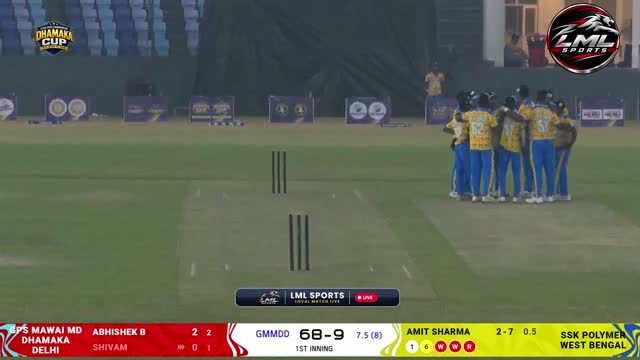 DHAMAKA
CUP
LML
SPORTS
LML SPORTS
LOCAL MATCH LIVE
LIVE
GPS MAWAI MD
DHAMAKA
DELHI
ABHISHEK B 2 2
SHIVAM 0 1
GMMDD 68-9 7.5 (8)
1ST INNING
AMIT SHARMA 2-7 0.5
1 6 W W R
SSK POLYMER
WEST BENGAL